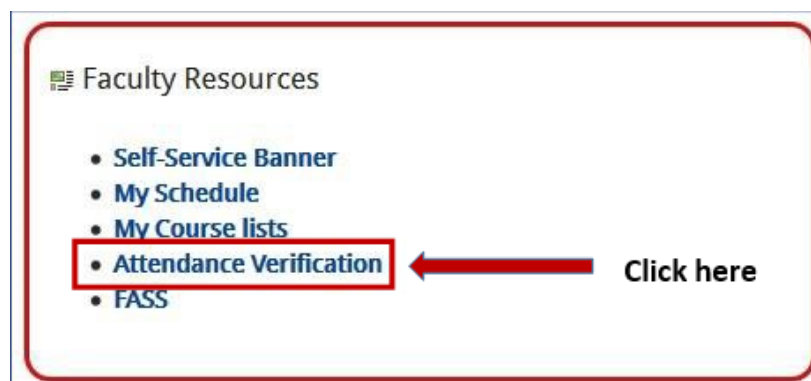 Faculty Resources
Self-Service Banner
My Schedule
My Course lists
Attendance Verification
Click here
FASS